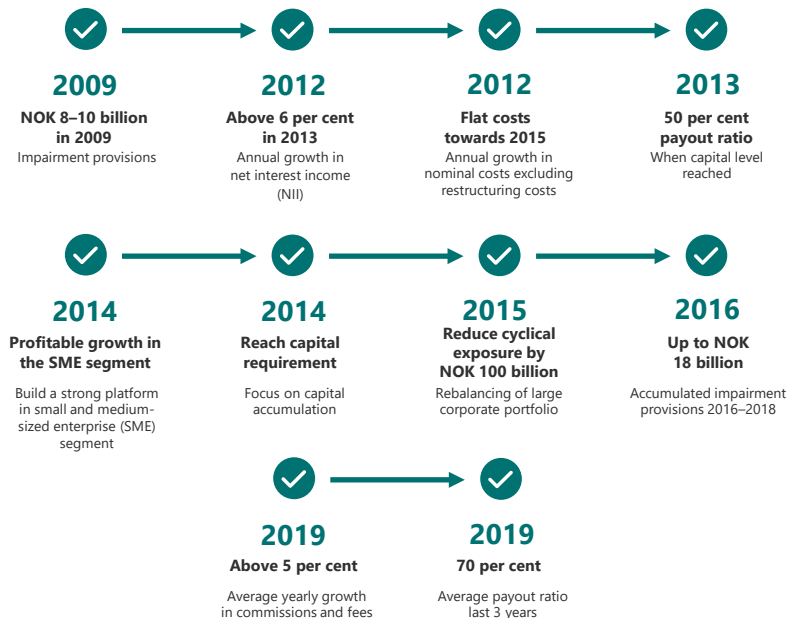 2009
NOK 8–10 billion
in 2009
Impairment provisions
2012
Above 6 per cent
in 2013
Annual growth in
net interest income
(NII)
2012
Flat costs
towards 2015
Annual growth in
nominal costs excluding
restructuring costs
2013
50 per cent
payout ratio
When capital level
reached
2014
Profitable growth in
the SME segment
Build a strong platform
in small and medium-
sized enterprise (SME)
segment
2014
Reach capital
requirement
Focus on capital
accumulation
2015
Reduce cyclical
exposure by
NOK 100 billion
Rebalancing of large
corporate portfolio
2016
Up to NOK
18 billion
Accumulated impairment
provisions 2016–2018
2019
Above 5 per cent
Average yearly growth
in commissions and fees
2019
70 per cent
Average payout ratio
last 3 years